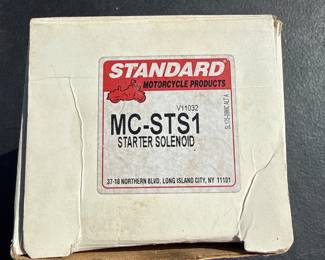 STANDARD
MOTORCYCLE PRODUCTS
V11032
MC-STS1
STARTER SOLENOID
37-18 NORTHERN BLVD., LONG ISLAND CITY, NY 11101